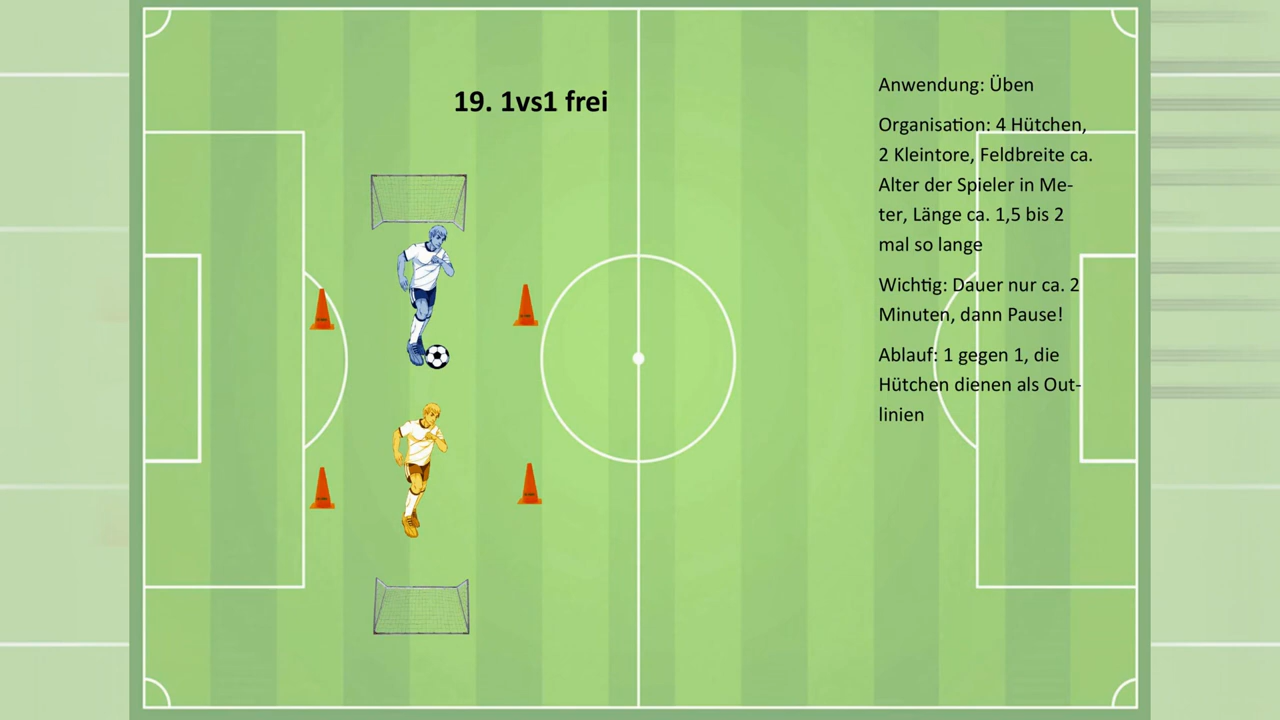 19. 1vs1 frei
Anwendung: Üben
Organisation: 4 Hütchen,
2 Kleintore, Feldbreite ca.
Alter der Spieler in Me-
ter, Länge ca. 1,5 bis 2
mal so lange
Wichtig: Dauer nur ca. 2
Minuten, dann Pause!
Ablauf: 1 gegen 1, die
Hütchen dienen als Out-
linien